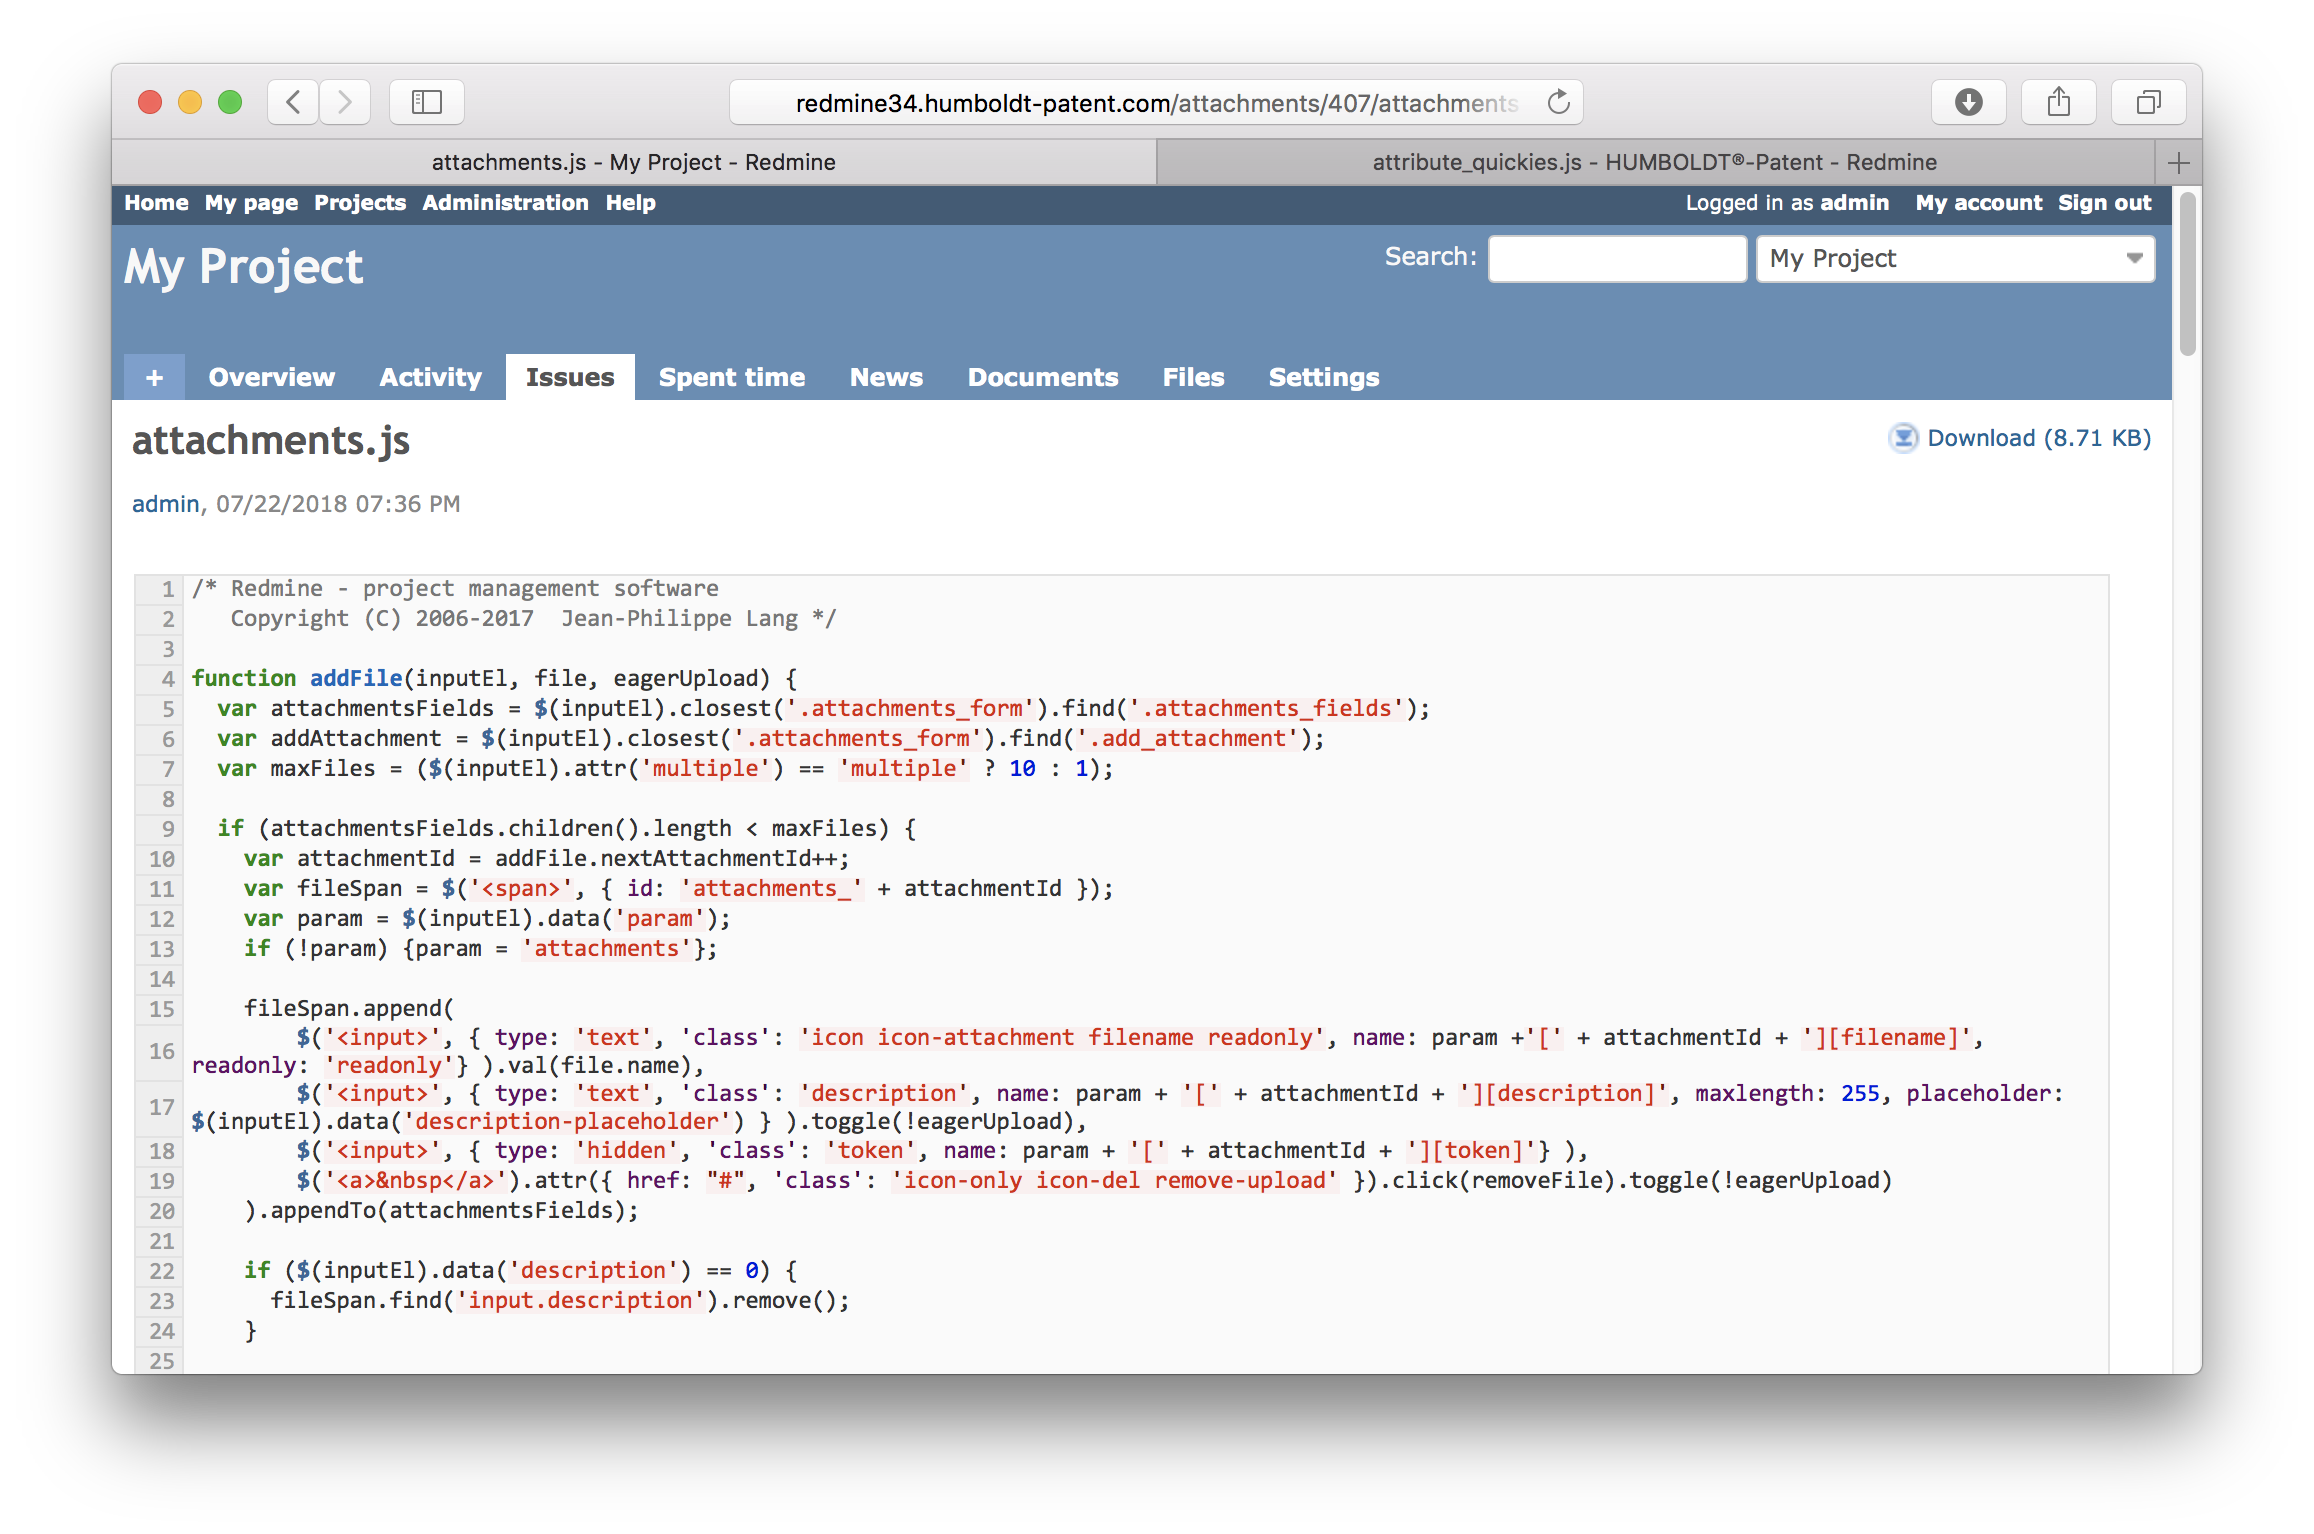 redmine34.humboldt-patent.com/attachments/407/attachments
attachments.js - My Project - Redmine
attribute_quickies.js - HUMBOLDT®-Patent - Redmine
Home My page Projects Administration Help
Logged in as admin My account Sign out
My Project
Search:
My Project
+ Overview Activity Issues Spent time News Documents Files Settings
attachments.js
Download (8.71 KB)
admin, 07/22/2018 07:36 PM
1 /* Redmine - project management software
2    Copyright (C) 2006-2017  Jean-Philippe Lang */
3
4 function addFile(inputEl, file, eagerUpload) {
5   var attachmentsFields = $(inputEl).closest('.attachments_form').find('.attachments_fields');
6   var addAttachment = $(inputEl).closest('.attachments_form').find('.add_attachment');
7   var maxFiles = ($(inputEl).attr('multiple') == 'multiple' ? 10 : 1);
8
9   if (attachmentsFields.children().length < maxFiles) {
10     var attachmentId = addFile.nextAttachmentId++;
11     var fileSpan = $('<span>', { id: 'attachments_' + attachmentId });
12     var param = $(inputEl).data('param');
13     if (!param) {param = 'attachments'};
14
15     fileSpan.append(
16         $('<input>', { type: 'text', 'class': 'icon icon-attachment filename readonly', name: param +'[' + attachmentId + '][filename]',
readonly: 'readonly'} ).val(file.name),
17         $('<input>', { type: 'text', 'class': 'description', name: param + '[' + attachmentId + '][description]', maxlength: 255, placeholder:
$(inputEl).data('description-placeholder') } ).toggle(!eagerUpload),
18         $('<input>', { type: 'hidden', 'class': 'token', name: param + '[' + attachmentId + '][token]'} ),
19         $('<a>&nbsp</a>').attr({ href: "#", 'class': 'icon-only icon-del remove-upload' }).click(removeFile).toggle(!eagerUpload)
20     ).appendTo(attachmentsFields);
21
22     if ($(inputEl).data('description') == 0) {
23       fileSpan.find('input.description').remove();
24     }
25